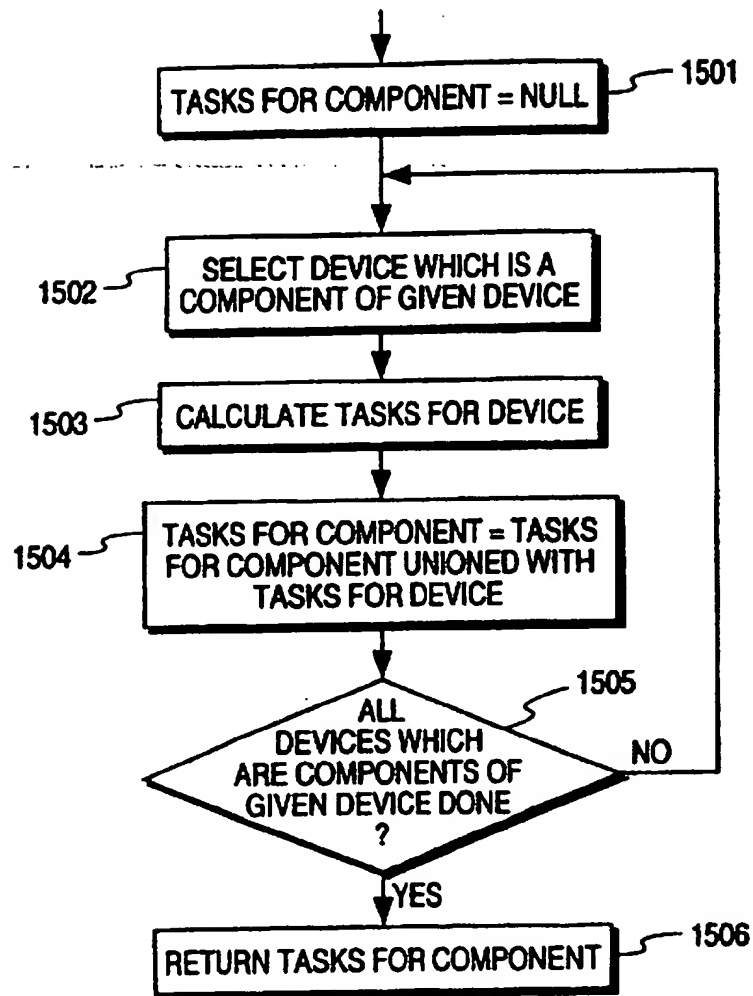 TASKS FOR COMPONENT = NULL
1501
SELECT DEVICE WHICH IS A
COMPONENT OF GIVEN DEVICE
1502
CALCULATE TASKS FOR DEVICE
1503
TASKS FOR COMPONENT = TASKS
FOR COMPONENT UNIONED WITH
TASKS FOR DEVICE
1504
1505
ALL
DEVICES WHICH
ARE COMPONENTS OF
GIVEN DEVICE DONE
?
NO
YES
RETURN TASKS FOR COMPONENT
1506